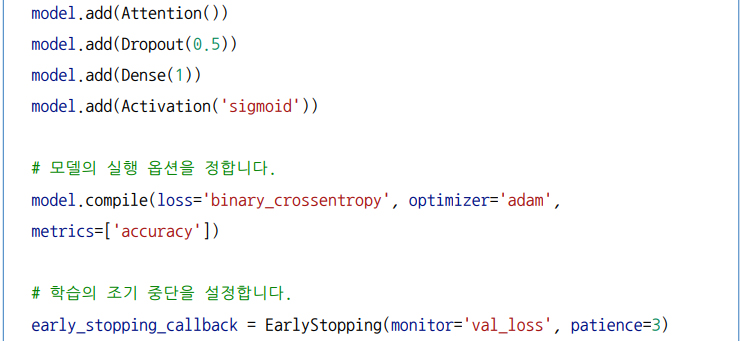 model.add(Attention())
model.add(Dropout(0.5))
model.add(Dense(1))
model.add(Activation('sigmoid'))
# 모델의 실행 옵션을 정합니다.
model.compile(loss='binary_crossentropy', optimizer='adam',
metrics=['accuracy'])
# 학습의 조기 중단을 설정합니다.
early_stopping_callback = EarlyStopping(monitor='val_loss', patience=3)